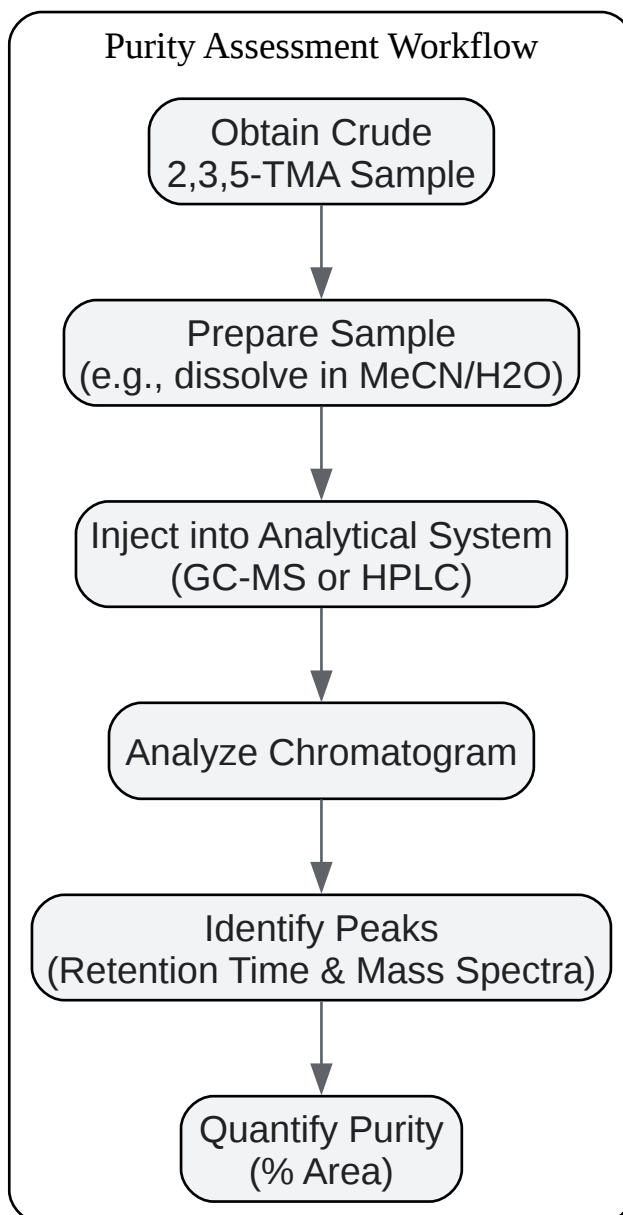 Purity Assessment Workflow
Obtain Crude
2,3,5-TMA Sample
Prepare Sample
(e.g., dissolve in MeCN/H2O)
Inject into Analytical System
(GC-MS or HPLC)
Analyze Chromatogram
Identify Peaks
(Retention Time & Mass Spectra)
Quantify Purity
(% Area)